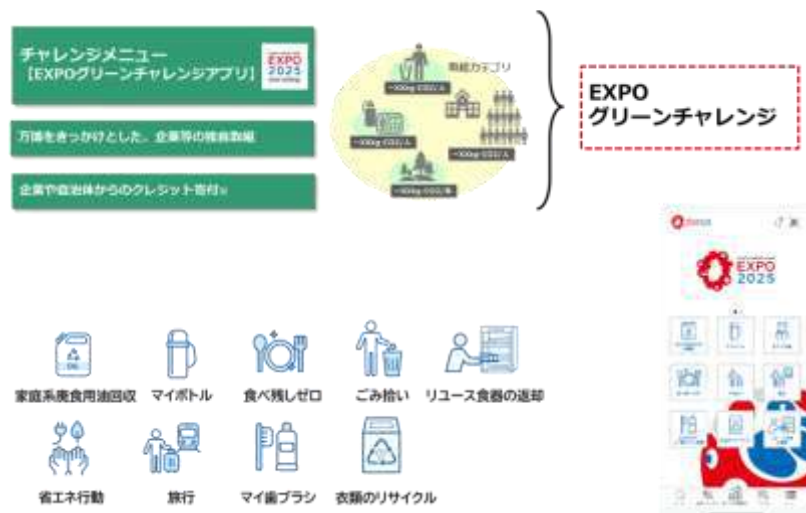 チャレンジメニュー
【EXPOグリーンチャレンジアプリ】
EXPO
2025
万博をきっかけとした、企業等の独自取組
企業や自治体からのクレジット寄付※
取組カテゴリ
EXPO
グリーンチャレンジ
EXPO
2025
家庭系廃食用油回収
マイボトル
食べ残しゼロ
ごみ拾い
リユース食器の返却
省エネ行動
旅行
マイ歯ブラシ
衣類のリサイクル